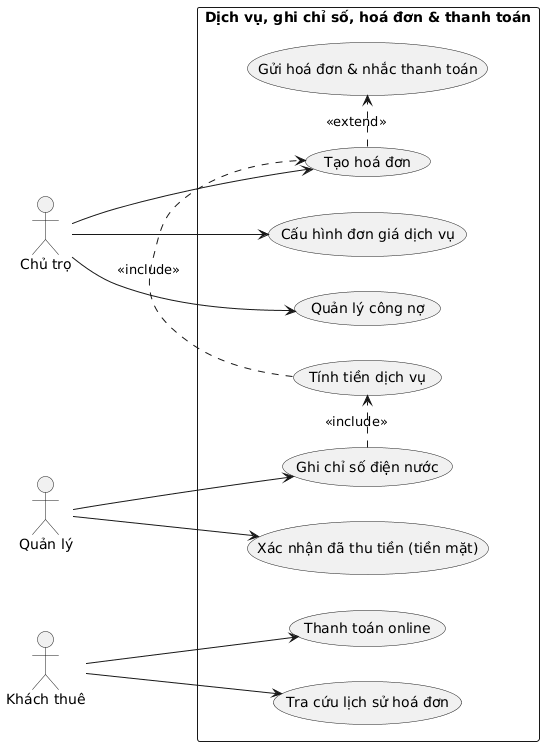 Dịch vụ, ghi chỉ số, hoá đơn & thanh toán
Gửi hoá đơn & nhắc thanh toán
«extend»
Tạo hoá đơn
Chủ trọ
Cấu hình đơn giá dịch vụ
«include»
Quản lý công nợ
Tính tiền dịch vụ
«include»
Ghi chỉ số điện nước
Quản lý
Xác nhận đã thu tiền (tiền mặt)
Thanh toán online
Khách thuê
Tra cứu lịch sử hoá đơn